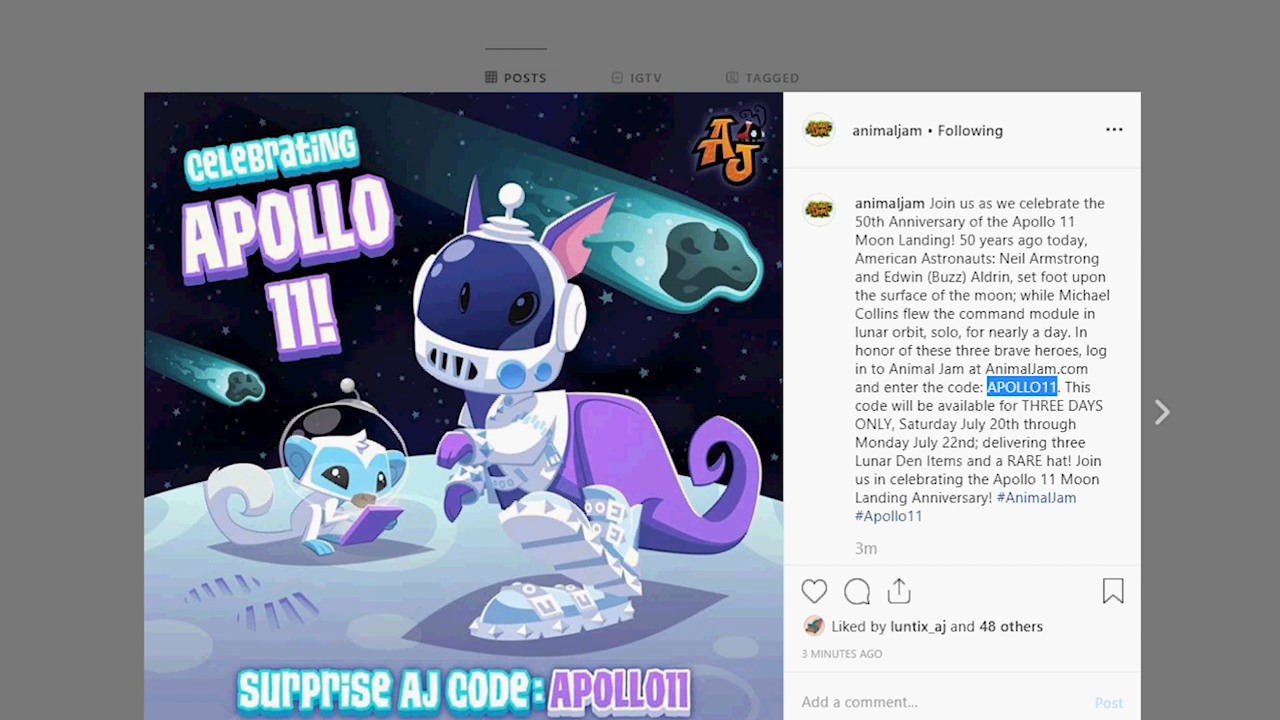 POSTS
IGTV
TAGGED
CELEBRATING
APOLLO
11!
AJ
SURPRISE AJ CODE: APOLLO11
animaljam • Following
animaljam Join us as we celebrate the
50th Anniversary of the Apollo 11
Moon Landing! 50 years ago today,
American Astronauts: Neil Armstrong
and Edwin (Buzz) Aldrin, set foot upon
the surface of the moon; while Michael
Collins flew the command module in
lunar orbit, solo, for nearly a day. In
honor of these three brave heroes, log
in to Animal Jam at AnimalJam.com
and enter the code: APOLLO11. This
code will be available for THREE DAYS
ONLY, Saturday July 20th through
Monday July 22nd; delivering three
Lunar Den Items and a RARE hat! Join
us in celebrating the Apollo 11 Moon
Landing Anniversary! #AnimalJam
#Apollo11
3m
Liked by luntix_aj and 48 others
3 MINUTES AGO
Add a comment...
Post